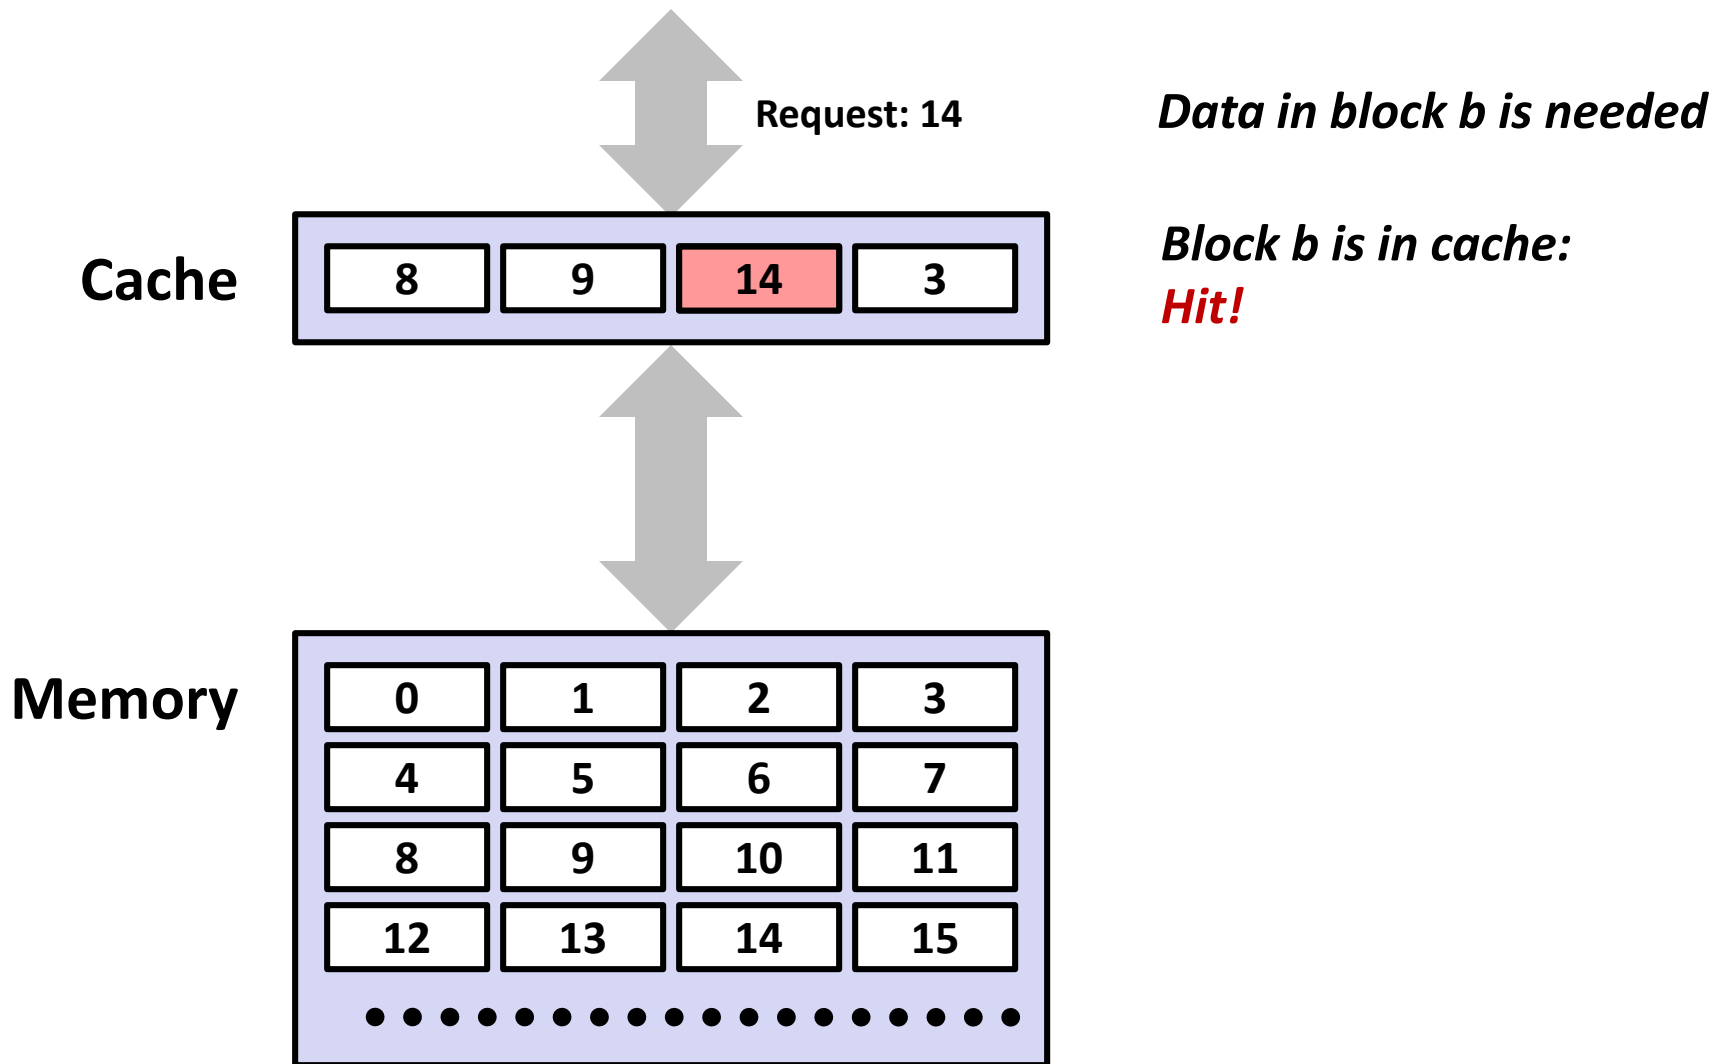 Request: 14
Data in block b is needed
Cache
8 9 14 3
Block b is in cache:
Hit!
Memory
0 1 2 3
4 5 6 7
8 9 10 11
12 13 14 15